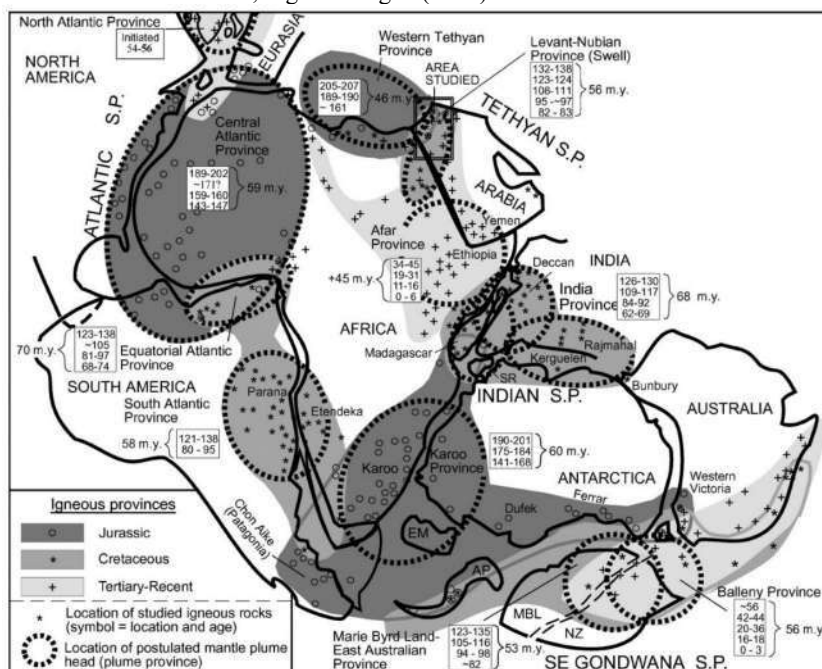 North Atlantic Province
Initiated
54-56
NORTH
AMERICA
EURASIA
Western Tethyan
Province
AREA
STUDIED
Levant-Nubian
Province (Swell)
132-138
123-124
108-111
95 -~97
82 - 83
56 m.y.
205-207
189-190
~ 161
46 m.y.
TETHYAN S.P.
ATLANTIC S.P.
Central
Atlantic
Province
189-202
~171?
159-160
143-147
59 m.y.
ARABIA
Yemen
Afar
Province
Ethiopia
+45 m.y.
34-45
19-31
11-16
0 - 6
Deccan
INDIA
India
Province
126-130
109-117
84-92
62-69
68 m.y.
AFRICA
Madagascar
Rajmahal
Kerguelen
SR
INDIAN S.P.
Bunbury
70 m.y.
123-138
~105
81-97
68-74
Equatorial Atlantic
Province
SOUTH AMERICA
South Atlantic
Province
58 m.y.
121-138
80 - 95
Parana
Etendeka
AUSTRALIA
Karoo
Karoo
Province
190-201
175-184
141-168
60 m.y.
ANTARCTICA
Western
Victoria
Dufek
Ferrar
EM
AP
Chon Aike
(Patagonia)
MBL
NZ
Balleny Province
~56
42-44
20-36
16-18
0 - 3
56 m.y.
Marie Byrd Land-
East Australian
Province
123-135
105-116
94 - 98
~82
53 m.y.
SE GONDWANA S.P.
Igneous provinces
Jurassic
Cretaceous
Tertiary-Recent
Location of studied igneous rocks
(symbol = location and age)
Location of postulated mantle plume
head (plume province)